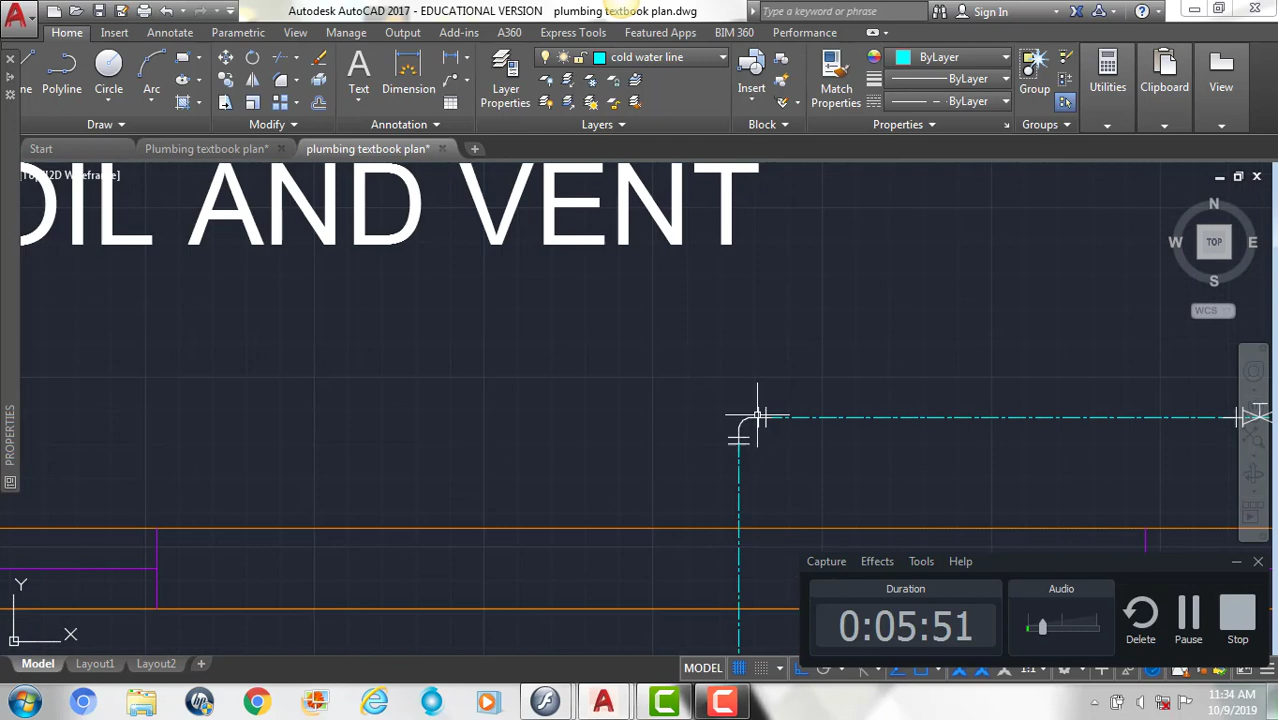 Autodesk AutoCAD 2017 - EDUCATIONAL VERSION plumbing textbook plan.dwg
Type a keyword or phrase
Sign In
Home Insert Annotate Parametric View Manage Output Add-ins A360 Express Tools Featured Apps BIM 360 Performance
cold water line
ByLayer
ByLayer
ByLayer
Polyline Circle Arc
Text Dimension
Layer Properties
Insert
Match Properties
Group
Utilities
Clipboard
View
Draw Modify Annotation Layers Block Properties Groups
Start Plumbing textbook plan* plumbing textbook plan*
2D Wireframe]
OIL AND VENT
N
W TOP E
S
WCS
PROPERTIES
Capture Effects Tools Help
Duration Audio
0:05:51
Delete Pause Stop
Y
X
Model Layout1 Layout2
MODEL
1:1
11:34 AM
10/9/2019